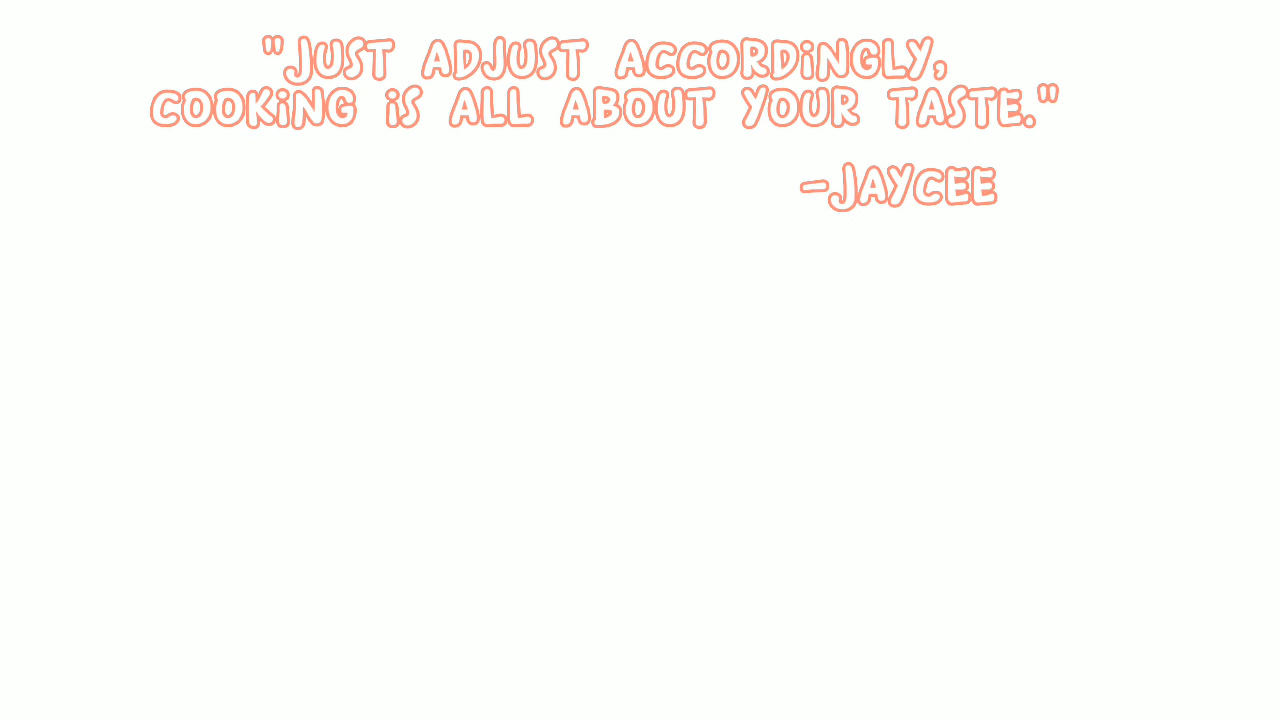 "JUST ADJUST ACCORDiNGLY,
COOKiNG iS ALL ABOUT YOUR TASTE."
-JAYCEE